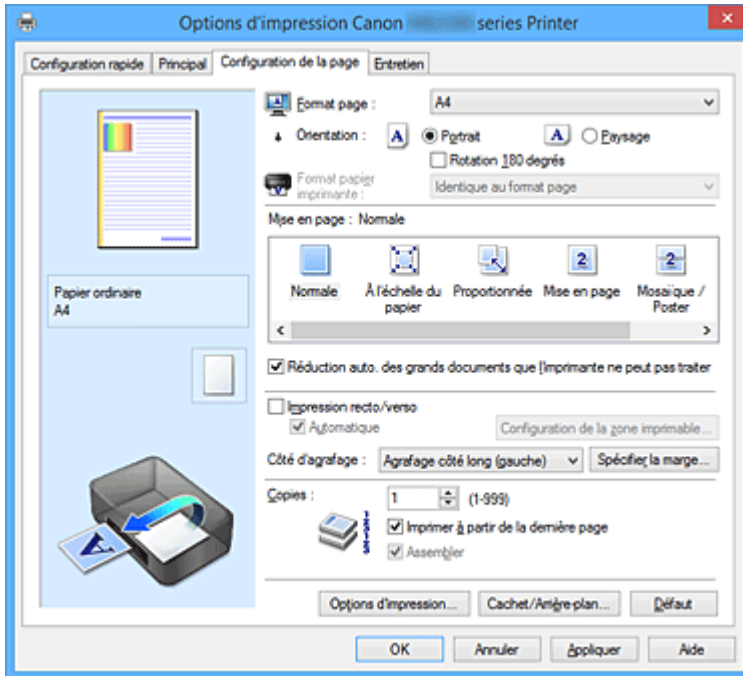 Options d'impression Canon series Printer
Configuration rapide Principal Configuration de la page Entretien
Format page : A4
Orientation : A Portrait A Paysage
Rotation 180 degrés
Format papier imprimante : Identique au format page
Mise en page : Normale
2 2
Normale À l'échelle du papier Proportionnée Mise en page Mosaïque / Poster
Papier ordinaire
A4
Réduction auto. des grands documents que l'imprimante ne peut pas traiter
Impression recto/verso
Automatique Configuration de la zone imprimable...
Côté d'agrafage : Agrafage côté long (gauche) Spécifier la marge...
Copies : 1 (1-999)
Imprimer à partir de la dernière page
Assembler
A
Options d'impression... Cachet/Arrière-plan... Défaut
OK Annuler Appliquer Aide